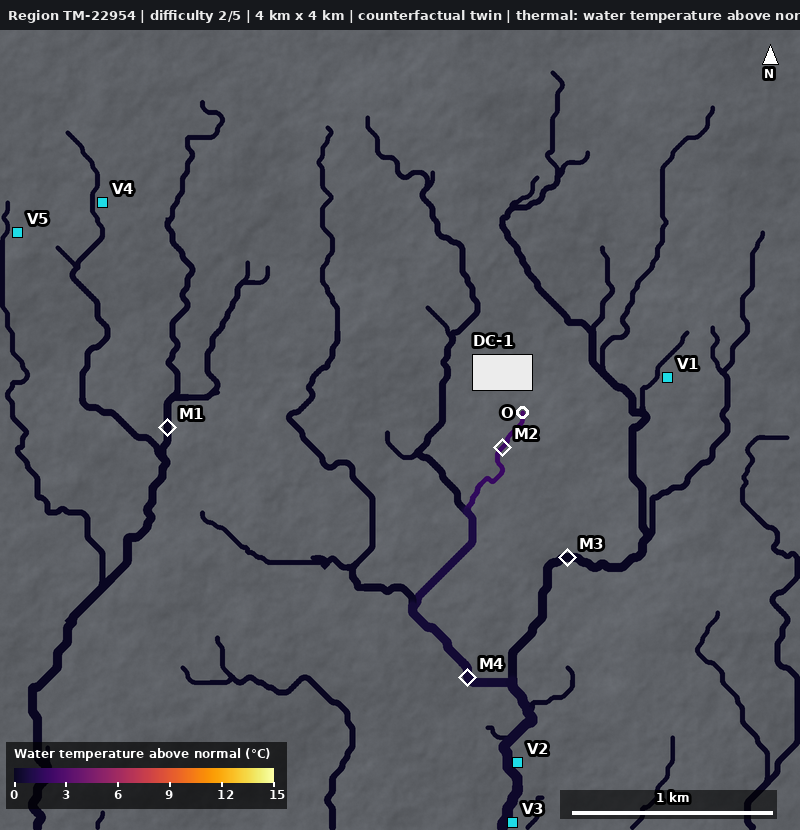 Region TM-22954 | difficulty 2/5 | 4 km x 4 km | counterfactual twin | thermal: water temperature above nor
N
V4
V5
DC-1
V1
M1
O
M2
M3
M4
V2
Water temperature above normal (°C)
0 3 6 9 12 15
1 km
V3